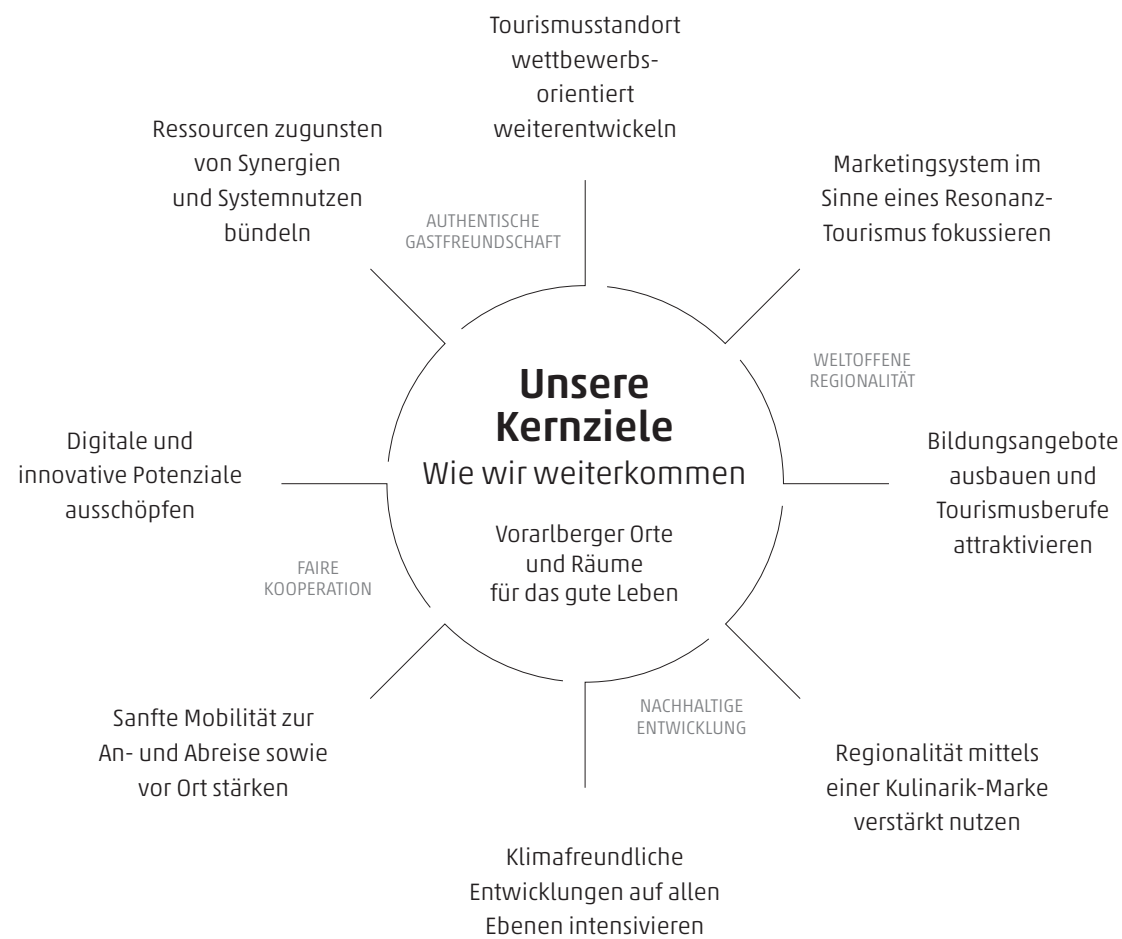 Tourismusstandort
wettbewerbs-
orientiert
weiterentwickeln
Ressourcen zugunsten
von Synergien
und Systemnutzen
bündeln
Marketingsystem im
Sinne eines Resonanz-
Tourismus fokussieren
AUTHENTISCHE
GASTFREUNDSCHAFT
WELTOFFENE
REGIONALITÄT
Unsere
Kernziele
Wie wir weiterkommen
Vorarlberger Orte
und Räume
für das gute Leben
Digitale und
innovative Potenziale
ausschöpfen
Bildungsangebote
ausbauen und
Tourismusberufe
attraktivieren
FAIRE
KOOPERATION
NACHHALTIGE
ENTWICKLUNG
Sanfte Mobilität zur
An- und Abreise sowie
vor Ort stärken
Regionalität mittels
einer Kulinarik-Marke
verstärkt nutzen
Klimafreundliche
Entwicklungen auf allen
Ebenen intensivieren